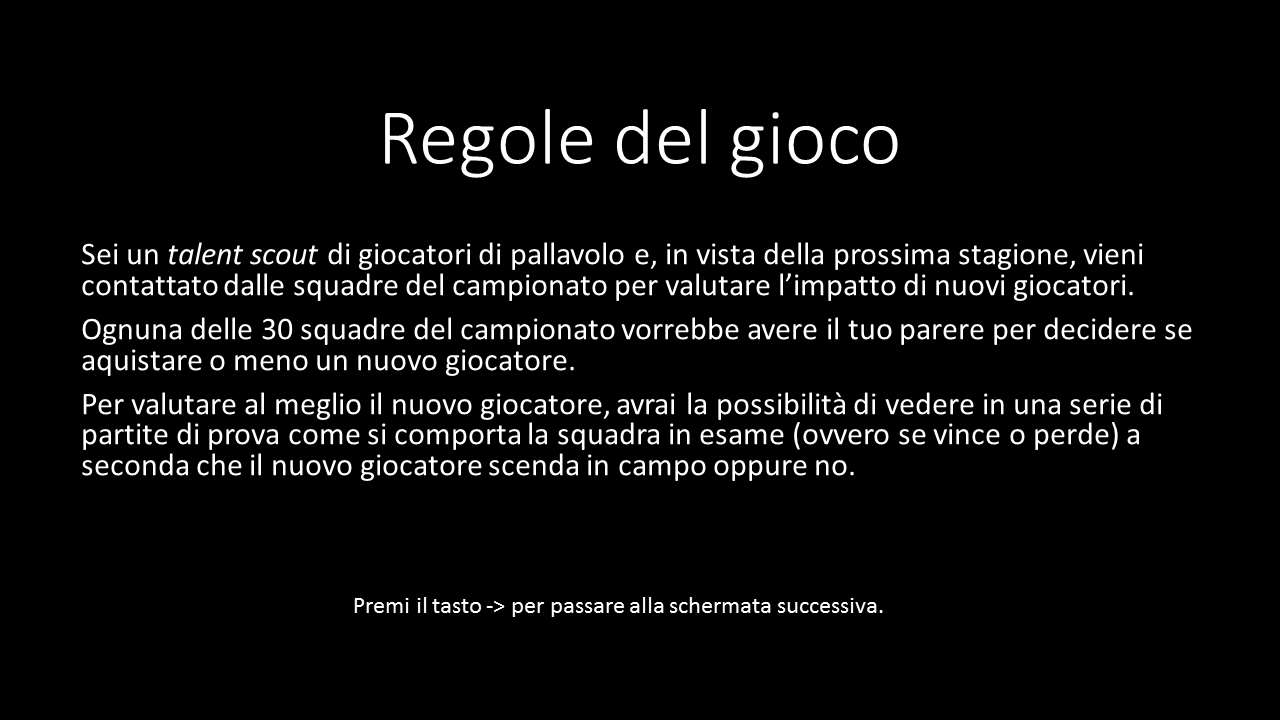 Regole del gioco
Sei un talent scout di giocatori di pallavolo e, in vista della prossima stagione, vieni
contattato dalle squadre del campionato per valutare l’impatto di nuovi giocatori.
Ognuna delle 30 squadre del campionato vorrebbe avere il tuo parere per decidere se
aquistare o meno un nuovo giocatore.
Per valutare al meglio il nuovo giocatore, avrai la possibilità di vedere in una serie di
partite di prova come si comporta la squadra in esame (ovvero se vince o perde) a
seconda che il nuovo giocatore scenda in campo oppure no.
Premi il tasto -> per passare alla schermata successiva.